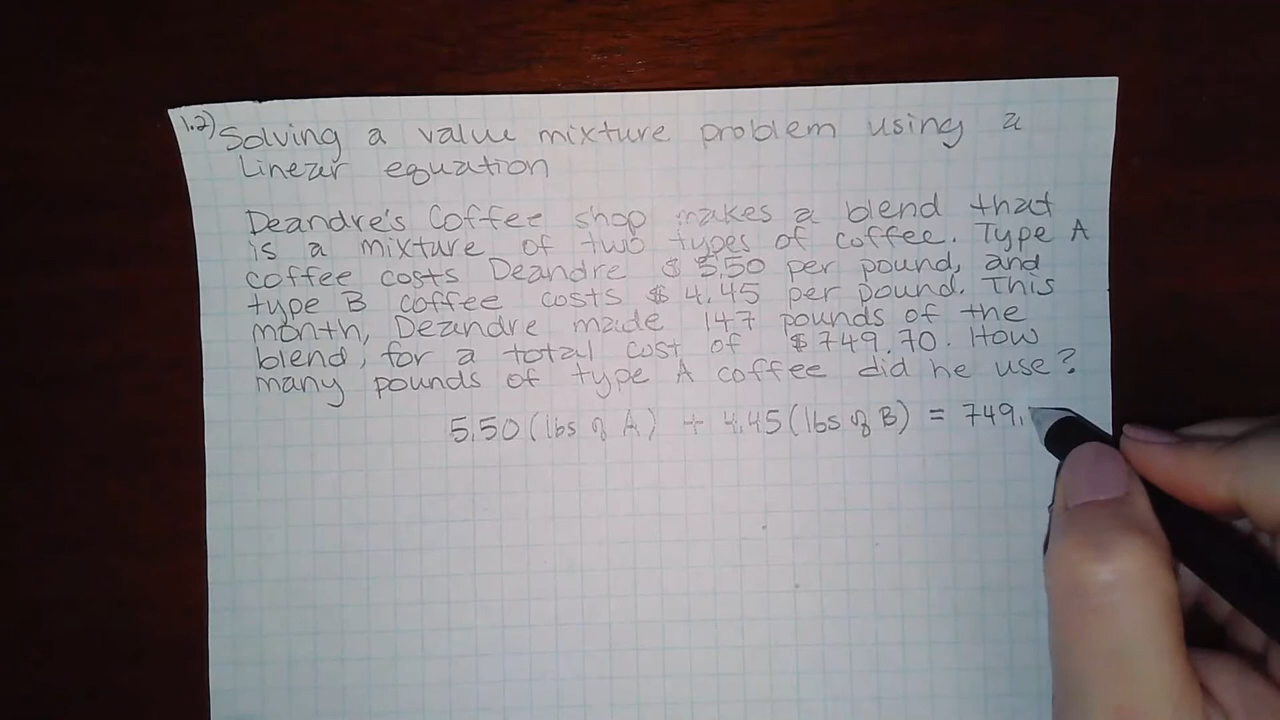 1.2) Solving a value mixture problem using a
Linear equation
Deandre's Coffee shop makes a blend that
is a mixture of two types of coffee. Type A
coffee costs Deandre $ 5.50 per pound, and
type B coffee costs $ 4.45 per pound. This
month, Deandre made 147 pounds of the
blend, for a total cost of $749.70. How
many pounds of type A coffee did he use?
5.50 (lbs of A) + 4.45 (lbs of B) = 749.